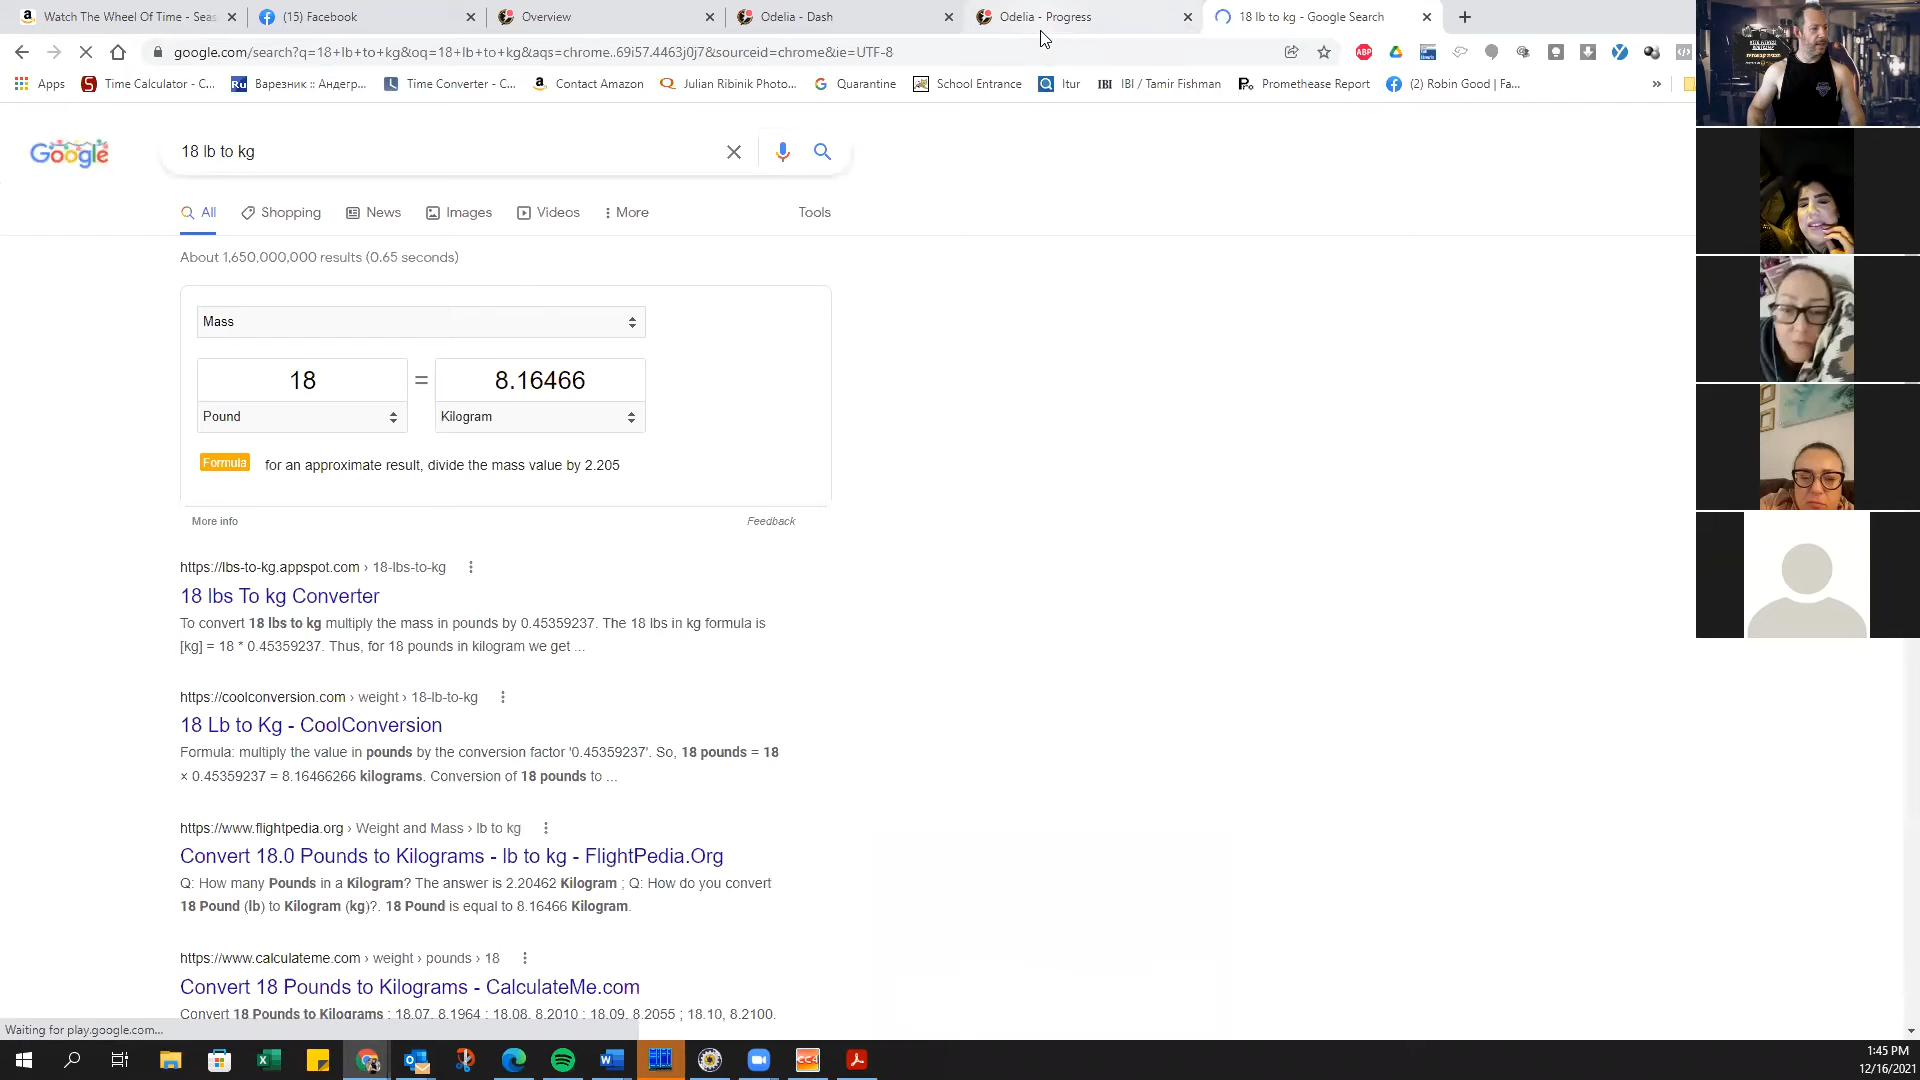 Watch The Wheel Of Time - Seas
(15) Facebook
Overview
Odelia - Dash
Odelia - Progress
18 lb to kg - Google Search
google.com/search?q=18+lb+to+kg&oq=18+lb+to+kg&aqs=chrome..69i57.4463j0j7&sourceid=chrome&ie=UTF-8
ABP
Apps
Time Calculator - C...
Ru
Варезник :: Андегр...
Time Converter - C...
Contact Amazon
Julian Ribinik Photo...
Quarantine
School Entrance
Itur
IBI
IBI / Tamir Fishman
Promethease Report
(2) Robin Good | Fa...
Google
18 lb to kg
All
Shopping
News
Images
Videos
More
Tools
About 1,650,000,000 results (0.65 seconds)
Mass
18
=
8.16466
Pound
Kilogram
Formula
for an approximate result, divide the mass value by 2.205
More info
Feedback
https://lbs-to-kg.appspot.com › 18-lbs-to-kg
18 lbs To kg Converter
To convert 18 lbs to kg multiply the mass in pounds by 0.45359237. The 18 lbs in kg formula is
[kg] = 18 * 0.45359237. Thus, for 18 pounds in kilogram we get ...
https://coolconversion.com › weight › 18-lb-to-kg
18 Lb to Kg - CoolConversion
Formula: multiply the value in pounds by the conversion factor '0.45359237'. So, 18 pounds = 18
× 0.45359237 = 8.16466266 kilograms. Conversion of 18 pounds to ...
https://www.flightpedia.org › Weight and Mass › lb to kg
Convert 18.0 Pounds to Kilograms - lb to kg - FlightPedia.Org
Q: How many Pounds in a Kilogram? The answer is 2.20462 Kilogram ; Q: How do you convert
18 Pound (lb) to Kilogram (kg)?. 18 Pound is equal to 8.16466 Kilogram.
https://www.calculateme.com › weight › pounds › 18
Convert 18 Pounds to Kilograms - CalculateMe.com
Convert 18 Pounds to Kilograms ; 18.07, 8.1964 ; 18.08, 8.2010 ; 18.09, 8.2055 ; 18.10, 8.2100.
Waiting for play.google.com...
1:45 PM
12/16/2021